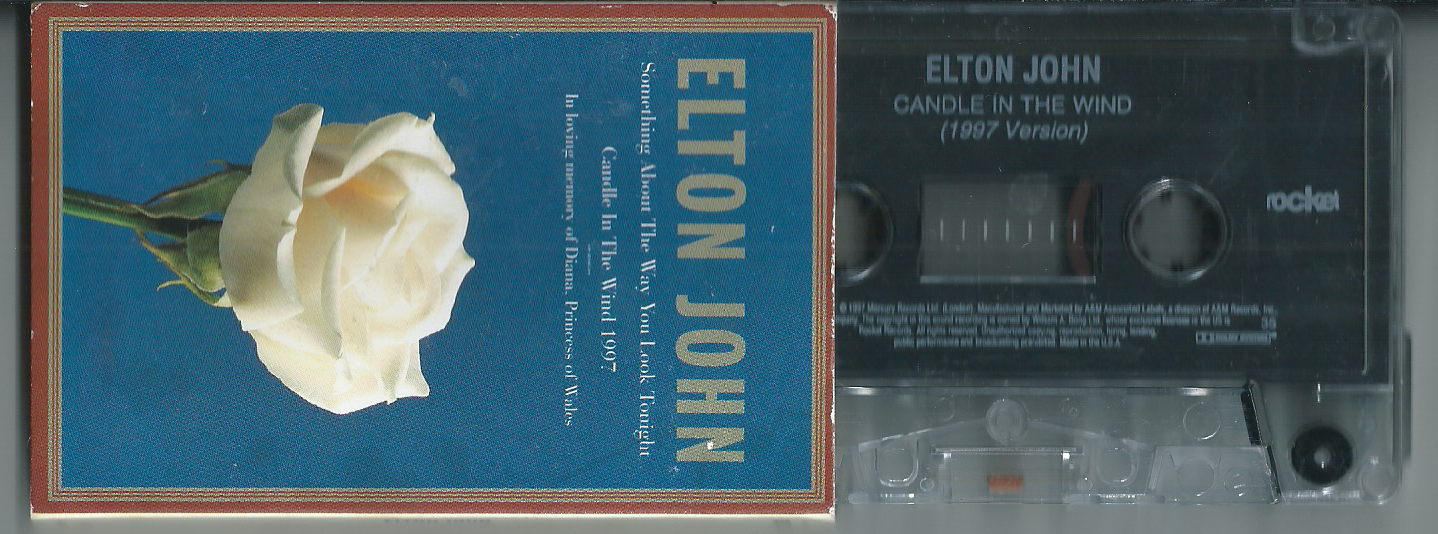 ELTON JOHN
Something About The Way You Look Tonight
Candle In The Wind 1997
In loving memory of Diana, Princess of Wales
ELTON JOHN
CANDLE IN THE WIND
(1997 Version)
rocket
Rocket Records. All rights reserved. Unauthorized copying, reproduction, hiring, lending,
public performance and broadcasting prohibited. Made in the U.S.A.